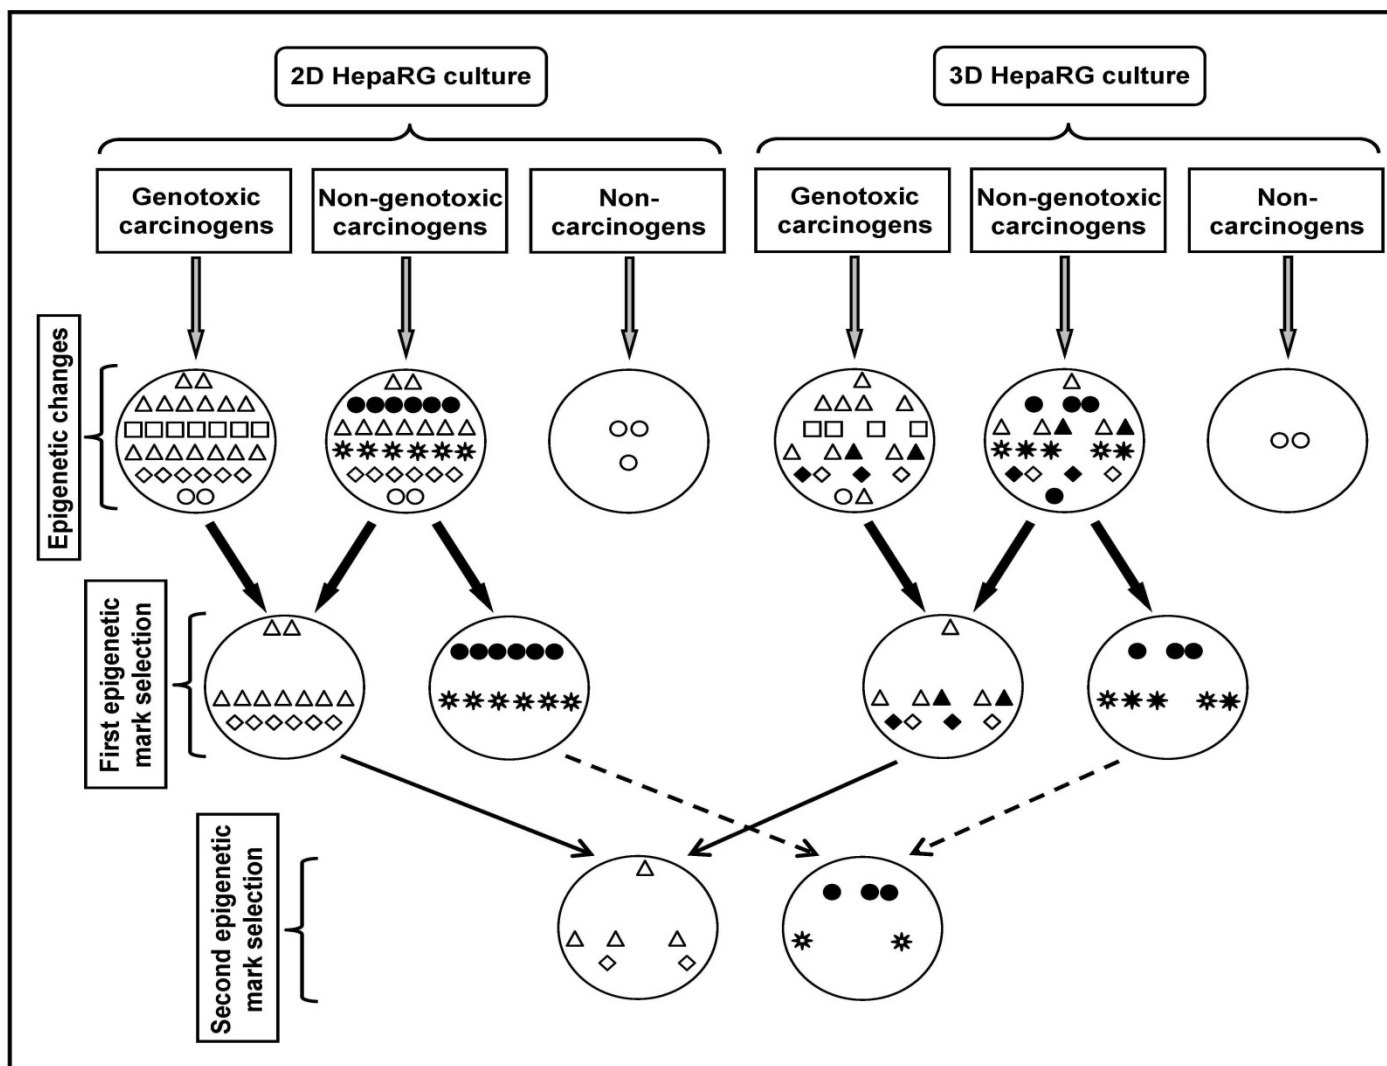 2D HepaRG culture
3D HepaRG culture
Genotoxic
carcinogens
Non-genotoxic
carcinogens
Non-
carcinogens
Genotoxic
carcinogens
Non-genotoxic
carcinogens
Non-
carcinogens
Epigenetic changes
First epigenetic
mark selection
Second epigenetic
mark selection